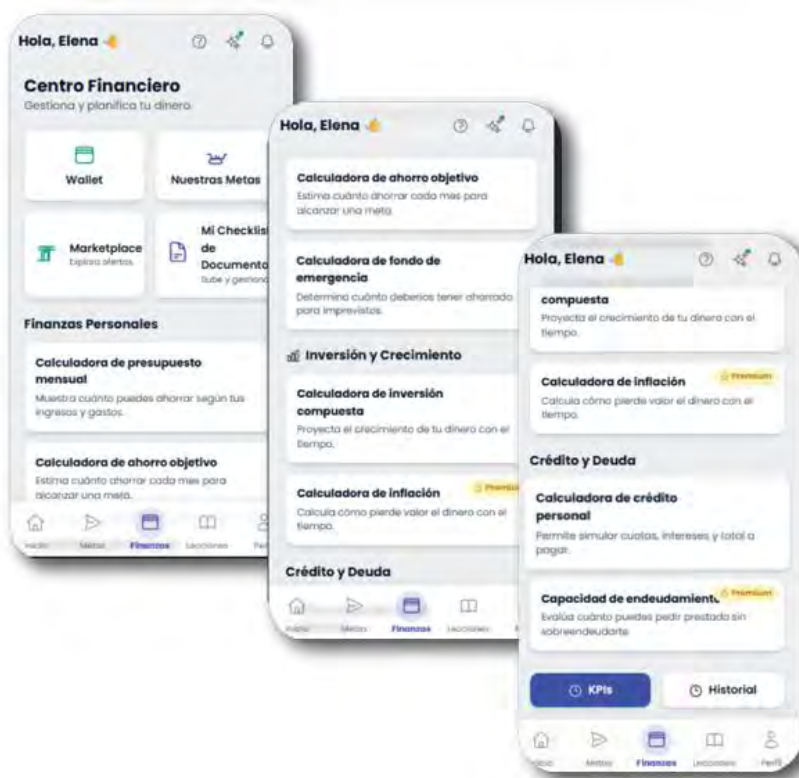 Hola, Elena
Centro Financiero
Gestiona y planifica tu dinero.
Wallet
Nuestras Metas
Marketplace
Explora ofertas.
Mi Checklis
de
Documento
Sube y gestiona
Finanzas Personales
Calculadora de presupuesto
mensual
Muestra cuánto puedes ahorrar según tus
ingresos y gastos.
Calculadora de ahorro objetivo
Estima cuánto ahorrar cada mes para
alcanzar una meta.
Inicio
Metas
Finanzas
Lecciones
Perfi
Hola, Elena
Calculadora de ahorro objetivo
Estima cuánto ahorrar cada mes para
alcanzar una meta.
Calculadora de fondo de
emergencia
Determina cuánto deberías tener ahorrado
para imprevistos.
Inversión y Crecimiento
Calculadora de inversión
compuesta
Proyecta el crecimiento de tu dinero con el
tiempo.
Calculadora de inflación
Premium
Calcula cómo pierde valor el dinero con el
tiempo.
Crédito y Deuda
Inicio
Metas
Finanzas
Lecciones
Hola, Elena
compuesta
Proyecta el crecimiento de tu dinero con el
tiempo.
Calculadora de inflación
Premium
Calcula cómo pierde valor el dinero con el
tiempo.
Crédito y Deuda
Calculadora de crédito
personal
Permite simular cuotas, intereses y total a
pagar.
Capacidad de endeudamiento
Premium
Evalúa cuánto puedes pedir prestado sin
sobreendeudarte.
KPIs
Historial
Inicio
Metas
Finanzas
Lecciones
Perfil